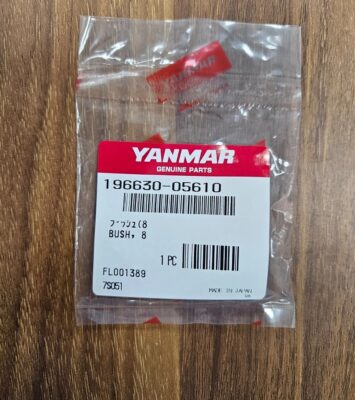 YANMAR
YANMAR
GENUINE PARTS
196630-05610
ブッシュ(8
BUSH, 8
1 PC
FL001389
7S051
MADE IN JAPAN